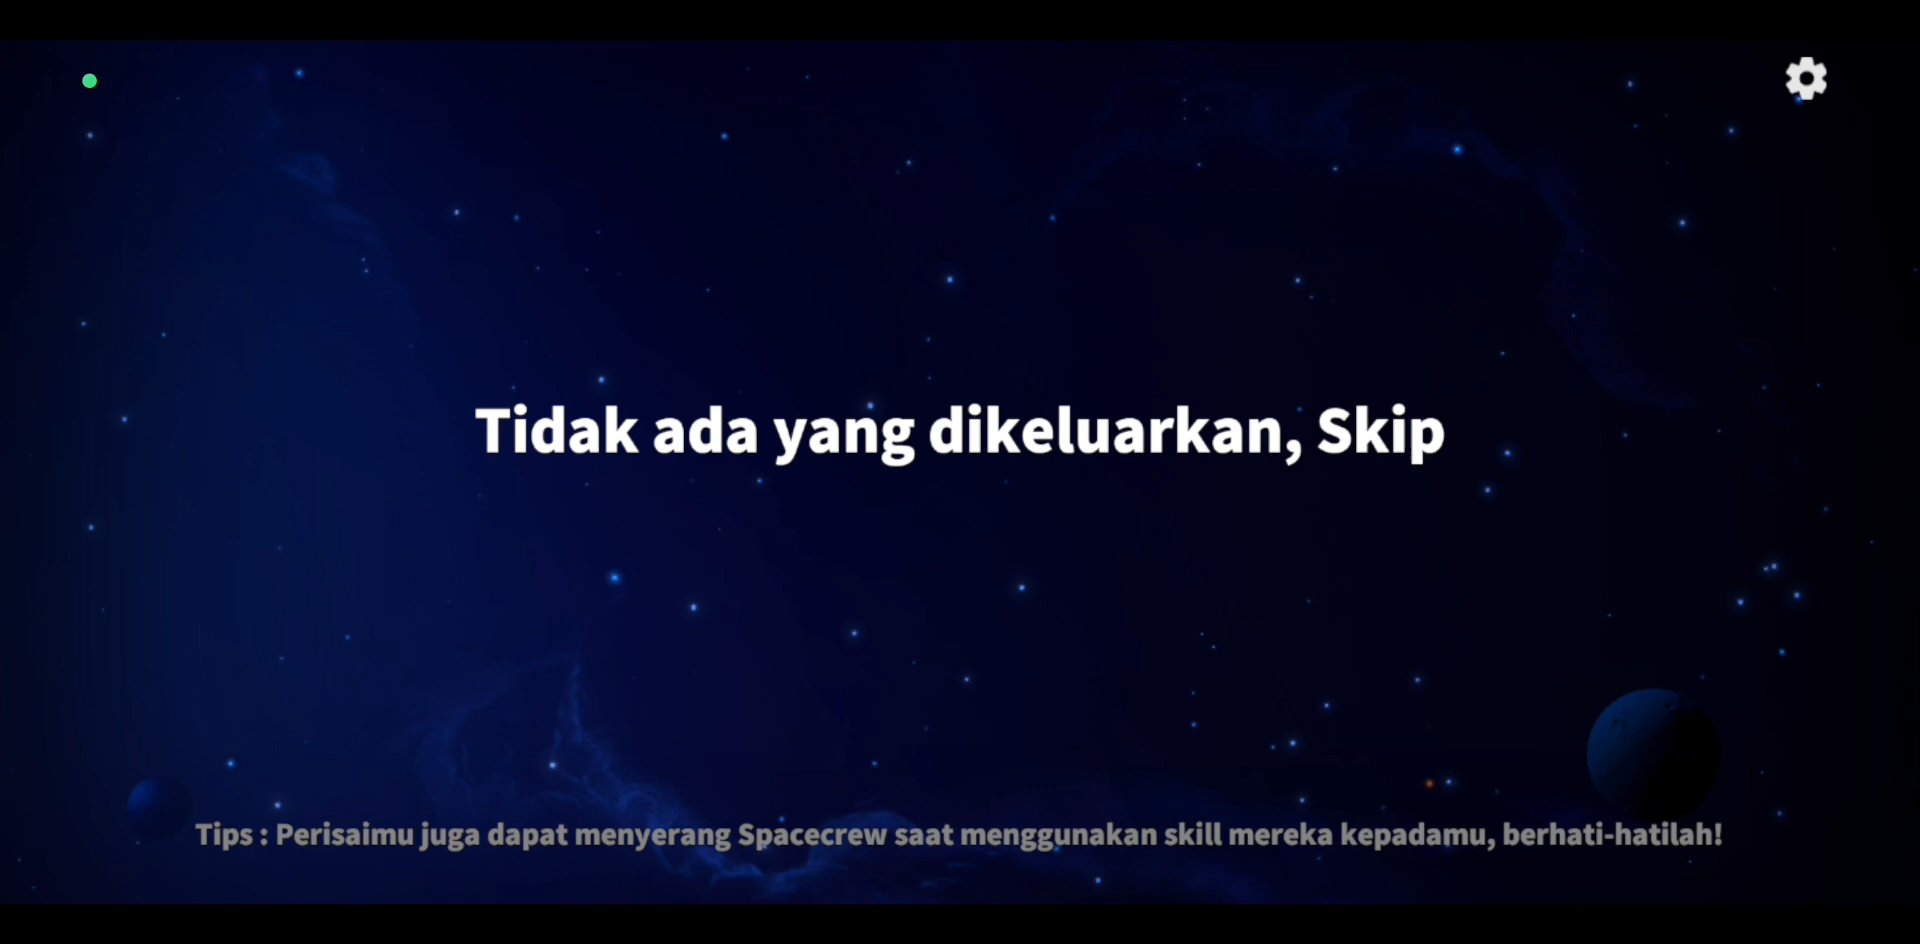 Tidak ada yang dikeluarkan, Skip
Tips : Perisaimu juga dapat menyerang Spacecrew saat menggunakan skill mereka kepadamu, berhati-hatilah!